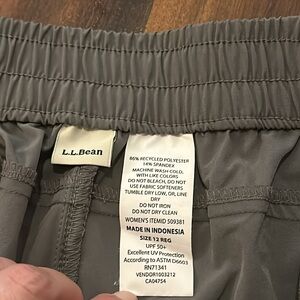 L.L.Bean
86% RECYCLED POLYESTER
14% SPANDEX
MACHINE WASH COLD,
WITH LIKE COLORS
DO NOT BLEACH, DO NOT
USE FABRIC SOFTENERS
TUMBLE DRY LOW, OR, LINE
DRY
DO NOT IRON
DO NOT DRY CLEAN
WOMEN'S ITEMID 509381
MADE IN INDONESIA
SIZE 12 REG
UPF 50+
Excellent UV Protection
According to ASTM D6603
RN71341
VENDOR1003212
CA04754